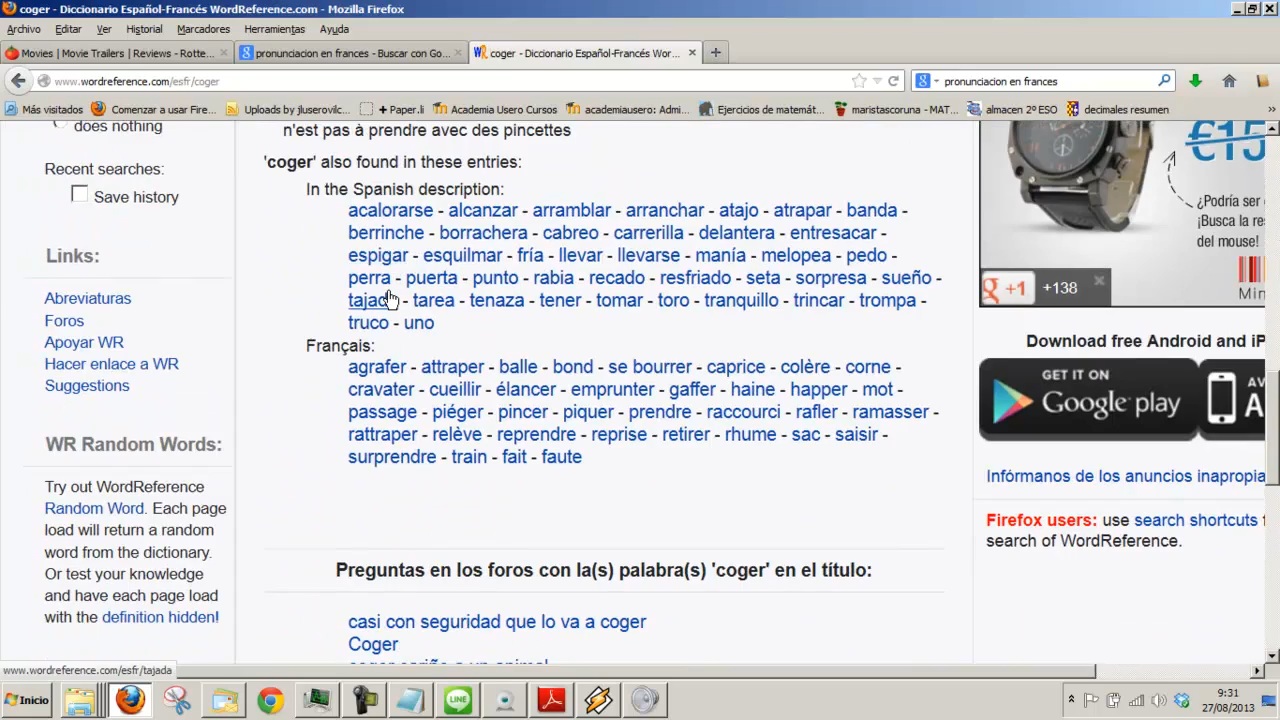 coger - Diccionario Español-Francés WordReference.com - Mozilla Firefox
Archivo Editar Ver Historial Marcadores Herramientas Ayuda
Movies | Movie Trailers | Reviews - Rotte... pronunciacion en frances - Buscar con Go... coger - Diccionario Español-Francés Wor...
www.wordreference.com/esfr/coger pronunciacion en frances
Más visitados Comenzar a usar Fire... Uploads by jluserovilc... + Paper.li Academia Usero Cursos academiausero: Admi... Ejercicios de matemát... maristascoruna - MAT... almacen 2º ESO decimales resumen
does nothing
Recent searches:
Save history
Links:
Abreviaturas
Foros
Apoyar WR
Hacer enlace a WR
Suggestions
WR Random Words:
Try out WordReference
Random Word. Each page
load will return a random
word from the dictionary.
Or test your knowledge
and have each page load
with the definition hidden!
n'est pas à prendre avec des pincettes
'coger' also found in these entries:
In the Spanish description:
acalorarse - alcanzar - arramblar - arranchar - atajo - atrapar - banda -
berrinche - borrachera - cabreo - carrerilla - delantera - entresacar -
espigar - esquilmar - fría - llevar - llevarse - manía - melopea - pedo -
perra - puerta - punto - rabia - recado - resfriado - seta - sorpresa - sueño -
tajada - tarea - tenaza - tener - tomar - toro - tranquillo - trincar - trompa -
truco - uno
Français:
agrafer - attraper - balle - bond - se bourrer - caprice - colère - corne -
cravater - cueillir - élancer - emprunter - gaffer - haine - happer - mot -
passage - piéger - pincer - piquer - prendre - raccourci - rafler - ramasser -
rattraper - relève - reprendre - reprise - retirer - rhume - sac - saisir -
surprendre - train - fait - faute
Preguntas en los foros con la(s) palabra(s) 'coger' en el título:
casi con seguridad que lo va a coger
Coger
€15
¿Podría ser
¡Busca la re
del mouse!
+1 +138
Min
Download free Android and iP
GET IT ON
Google play
AV
A
Infórmanos de los anuncios inapropia
Firefox users: use search shortcuts f
search of WordReference.
www.wordreference.com/esfr/tajada
Inicio
LINE
9:31
27/08/2013